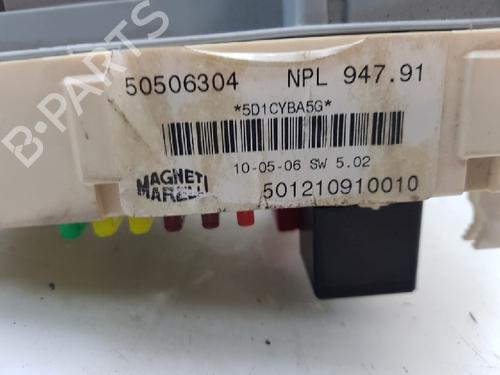 50506304 NPL 947.91
*5D1CYBA5G*
10-05-06 SW 5.02
MAGNETI
MARELLI
501210910010
B-PARTS